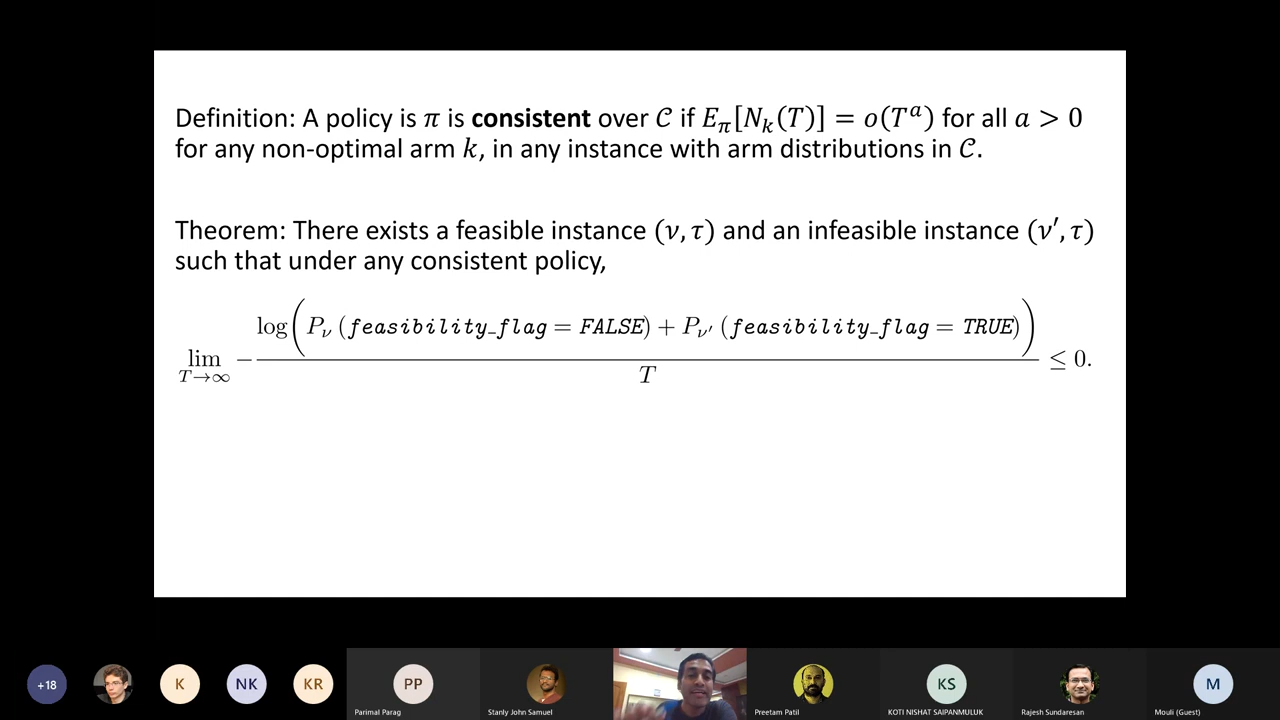 Definition: A policy is π is consistent over 𝒞 if E_π[N_k(T)] = o(T^a) for all a > 0
for any non-optimal arm k, in any instance with arm distributions in 𝒞.
Theorem: There exists a feasible instance (ν, τ) and an infeasible instance (ν′, τ)
such that under any consistent policy,
lim_{T→∞} − log(P_ν (feasibility_flag = FALSE) + P_ν′ (feasibility_flag = TRUE)) / T ≤ 0.
+18
K
NK
KR
PP
KS
M
Parimal Parag
Stanly John Samuel
Preetam Patil
KOTI NISHAT SAIPANMULUK
Rajesh Sundaresan
Mouli (Guest)